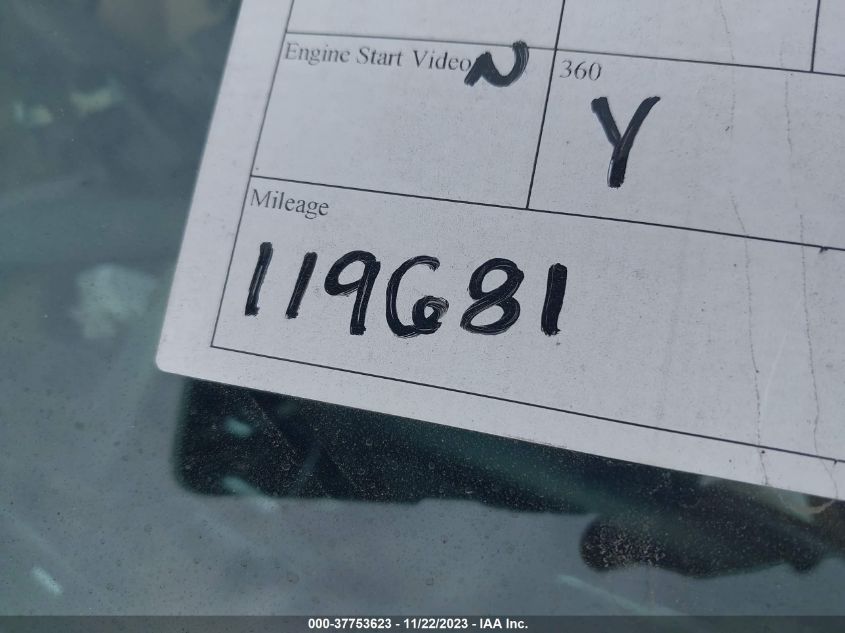 Engine Start Video N
360
Y
Mileage
119681
000-37753623 - 11/22/2023 - IAA Inc.